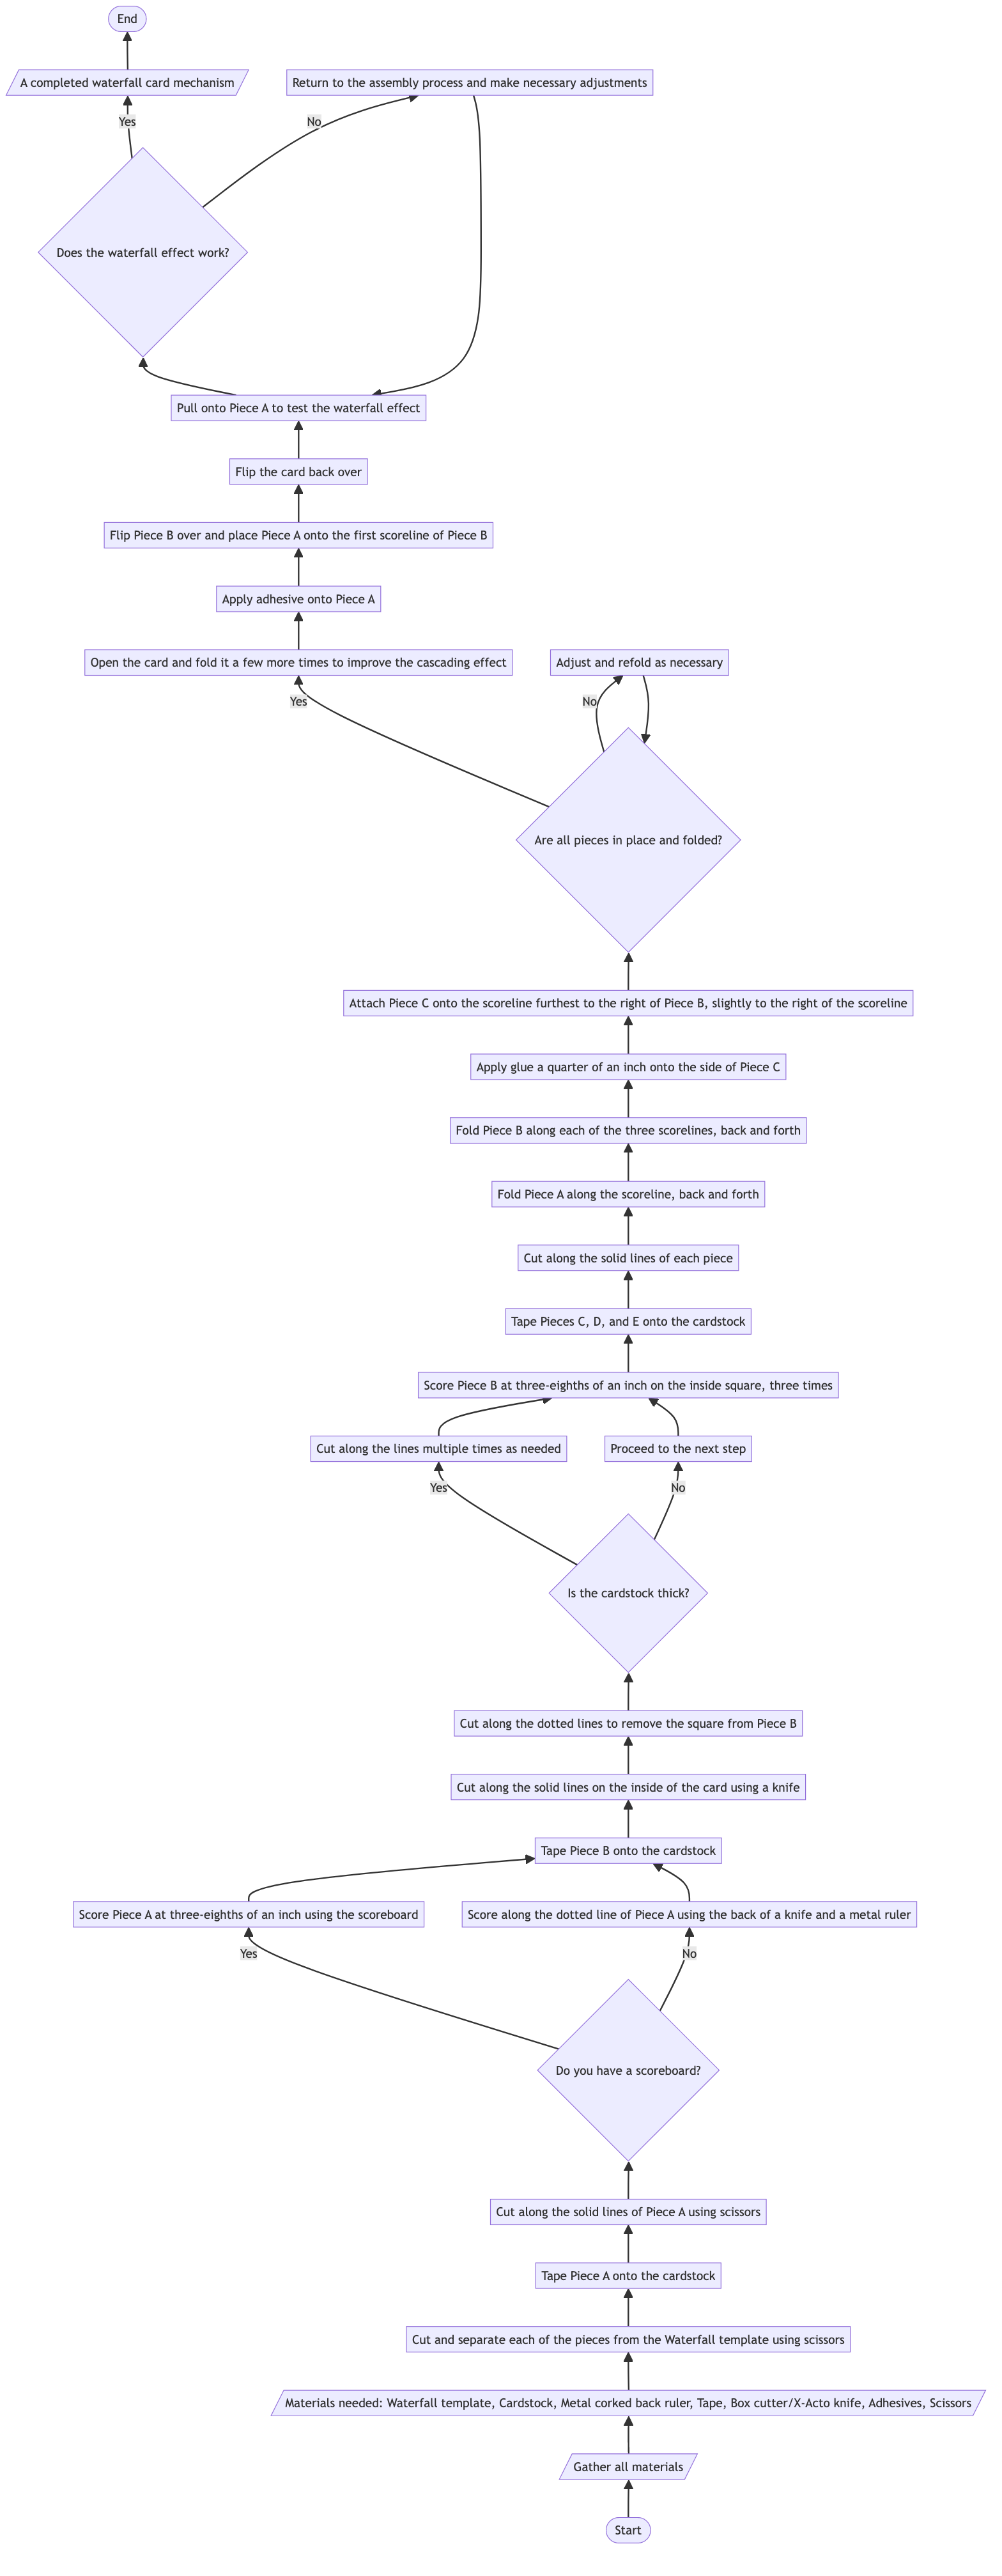 End
A completed waterfall card mechanism
Return to the assembly process and make necessary adjustments
Yes
No
Does the waterfall effect work?
Pull onto Piece A to test the waterfall effect
Flip the card back over
Flip Piece B over and place Piece A onto the first scoreline of Piece B
Apply adhesive onto Piece A
Open the card and fold it a few more times to improve the cascading effect
Adjust and refold as necessary
Yes
No
Are all pieces in place and folded?
Attach Piece C onto the scoreline furthest to the right of Piece B, slightly to the right of the scoreline
Apply glue a quarter of an inch onto the side of Piece C
Fold Piece B along each of the three scorelines, back and forth
Fold Piece A along the scoreline, back and forth
Cut along the solid lines of each piece
Tape Pieces C, D, and E onto the cardstock
Score Piece B at three-eighths of an inch on the inside square, three times
Cut along the lines multiple times as needed
Proceed to the next step
Yes
No
Is the cardstock thick?
Cut along the dotted lines to remove the square from Piece B
Cut along the solid lines on the inside of the card using a knife
Tape Piece B onto the cardstock
Score Piece A at three-eighths of an inch using the scoreboard
Score along the dotted line of Piece A using the back of a knife and a metal ruler
Yes
No
Do you have a scoreboard?
Cut along the solid lines of Piece A using scissors
Tape Piece A onto the cardstock
Cut and separate each of the pieces from the Waterfall template using scissors
Materials needed: Waterfall template, Cardstock, Metal corked back ruler, Tape, Box cutter/X-Acto knife, Adhesives, Scissors
Gather all materials
Start